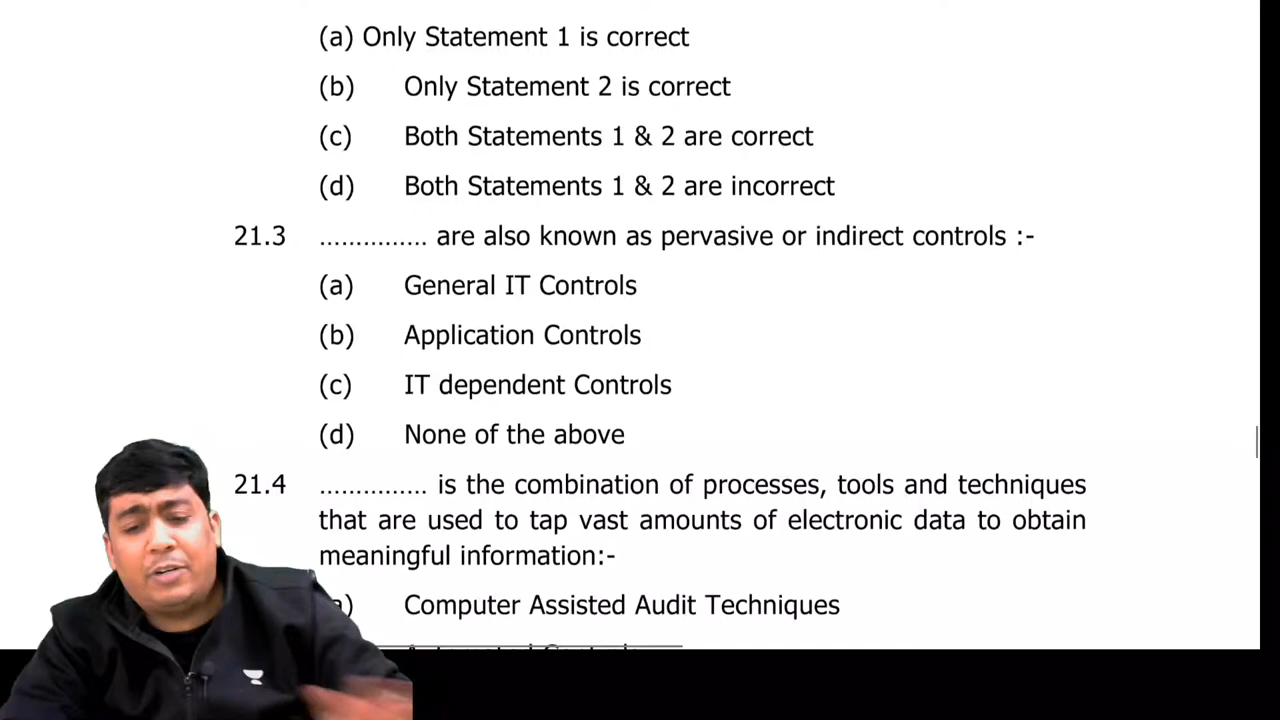 (a) Only Statement 1 is correct
(b) Only Statement 2 is correct
(c) Both Statements 1 & 2 are correct
(d) Both Statements 1 & 2 are incorrect
21.3 ............... are also known as pervasive or indirect controls :-
(a) General IT Controls
(b) Application Controls
(c) IT dependent Controls
(d) None of the above
21.4 ............... is the combination of processes, tools and techniques
that are used to tap vast amounts of electronic data to obtain
meaningful information:-
a) Computer Assisted Audit Techniques